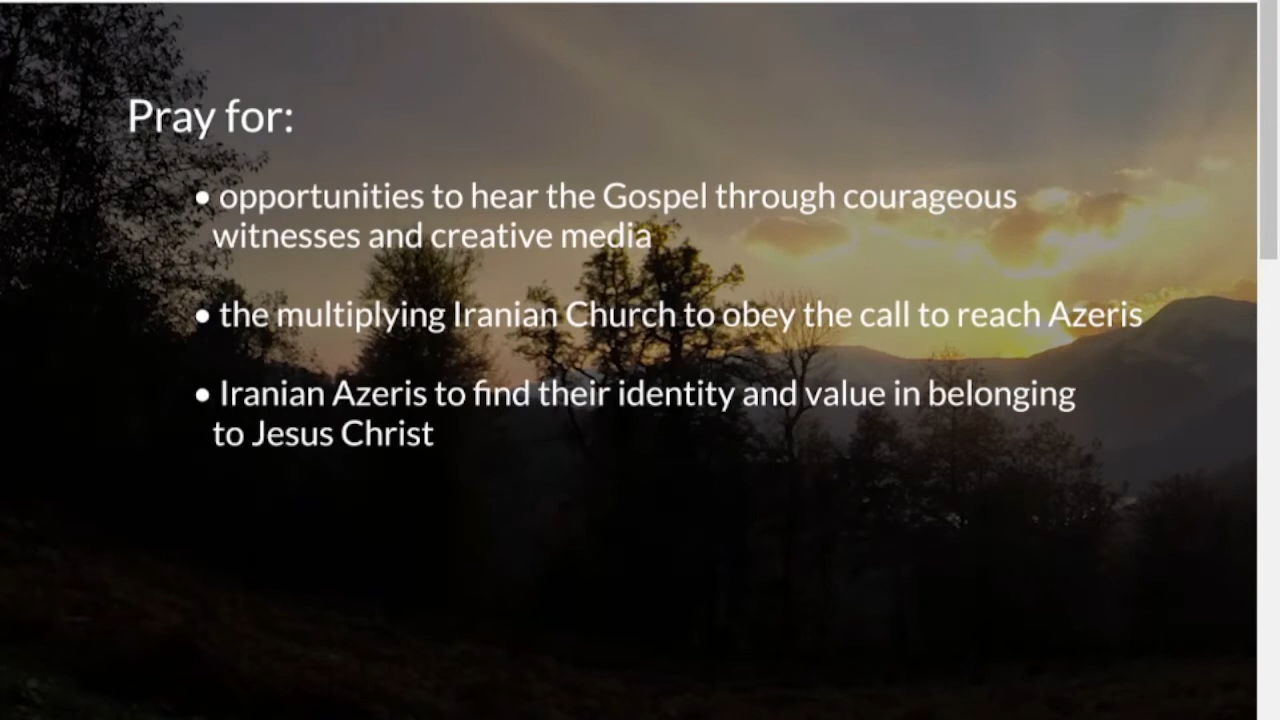 Pray for:
• opportunities to hear the Gospel through courageous
witnesses and creative media
• the multiplying Iranian Church to obey the call to reach Azeris
• Iranian Azeris to find their identity and value in belonging
to Jesus Christ